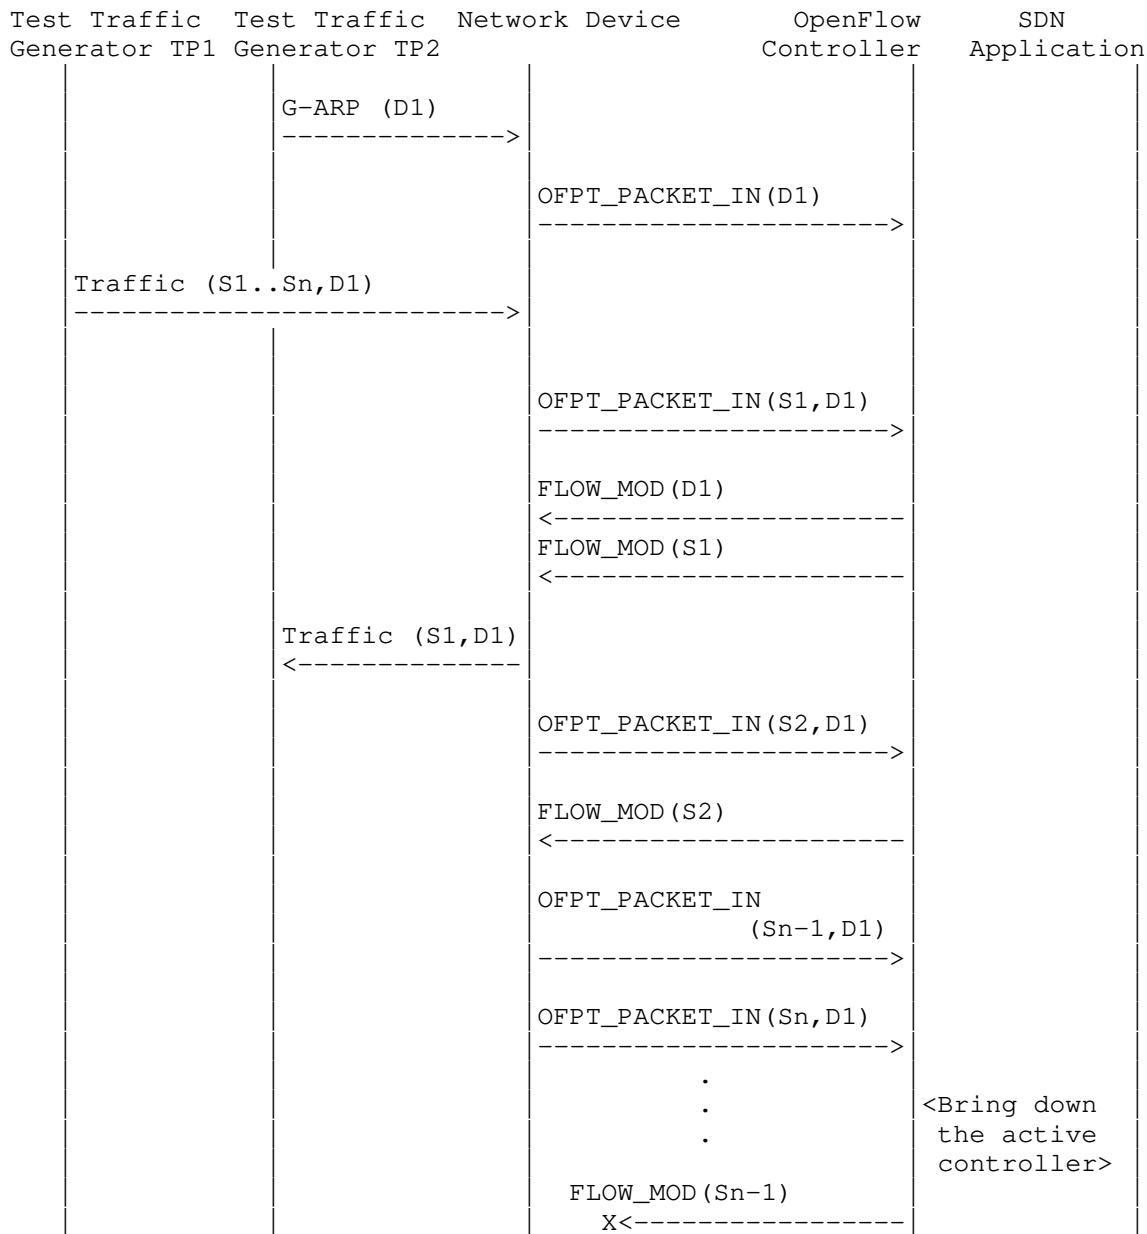 Test Traffic Test Traffic Network Device OpenFlow SDN
Generator TP1 Generator TP2 Controller Application
G-ARP (D1)
OFPT_PACKET_IN(D1)
Traffic (S1..Sn,D1)
OFPT_PACKET_IN(S1,D1)
FLOW_MOD(D1)
FLOW_MOD(S1)
Traffic (S1,D1)
OFPT_PACKET_IN(S2,D1)
FLOW_MOD(S2)
OFPT_PACKET_IN
(Sn-1,D1)
OFPT_PACKET_IN(Sn,D1)
.
. <Bring down
. the active
controller>
FLOW_MOD(Sn-1)
X<-----------------